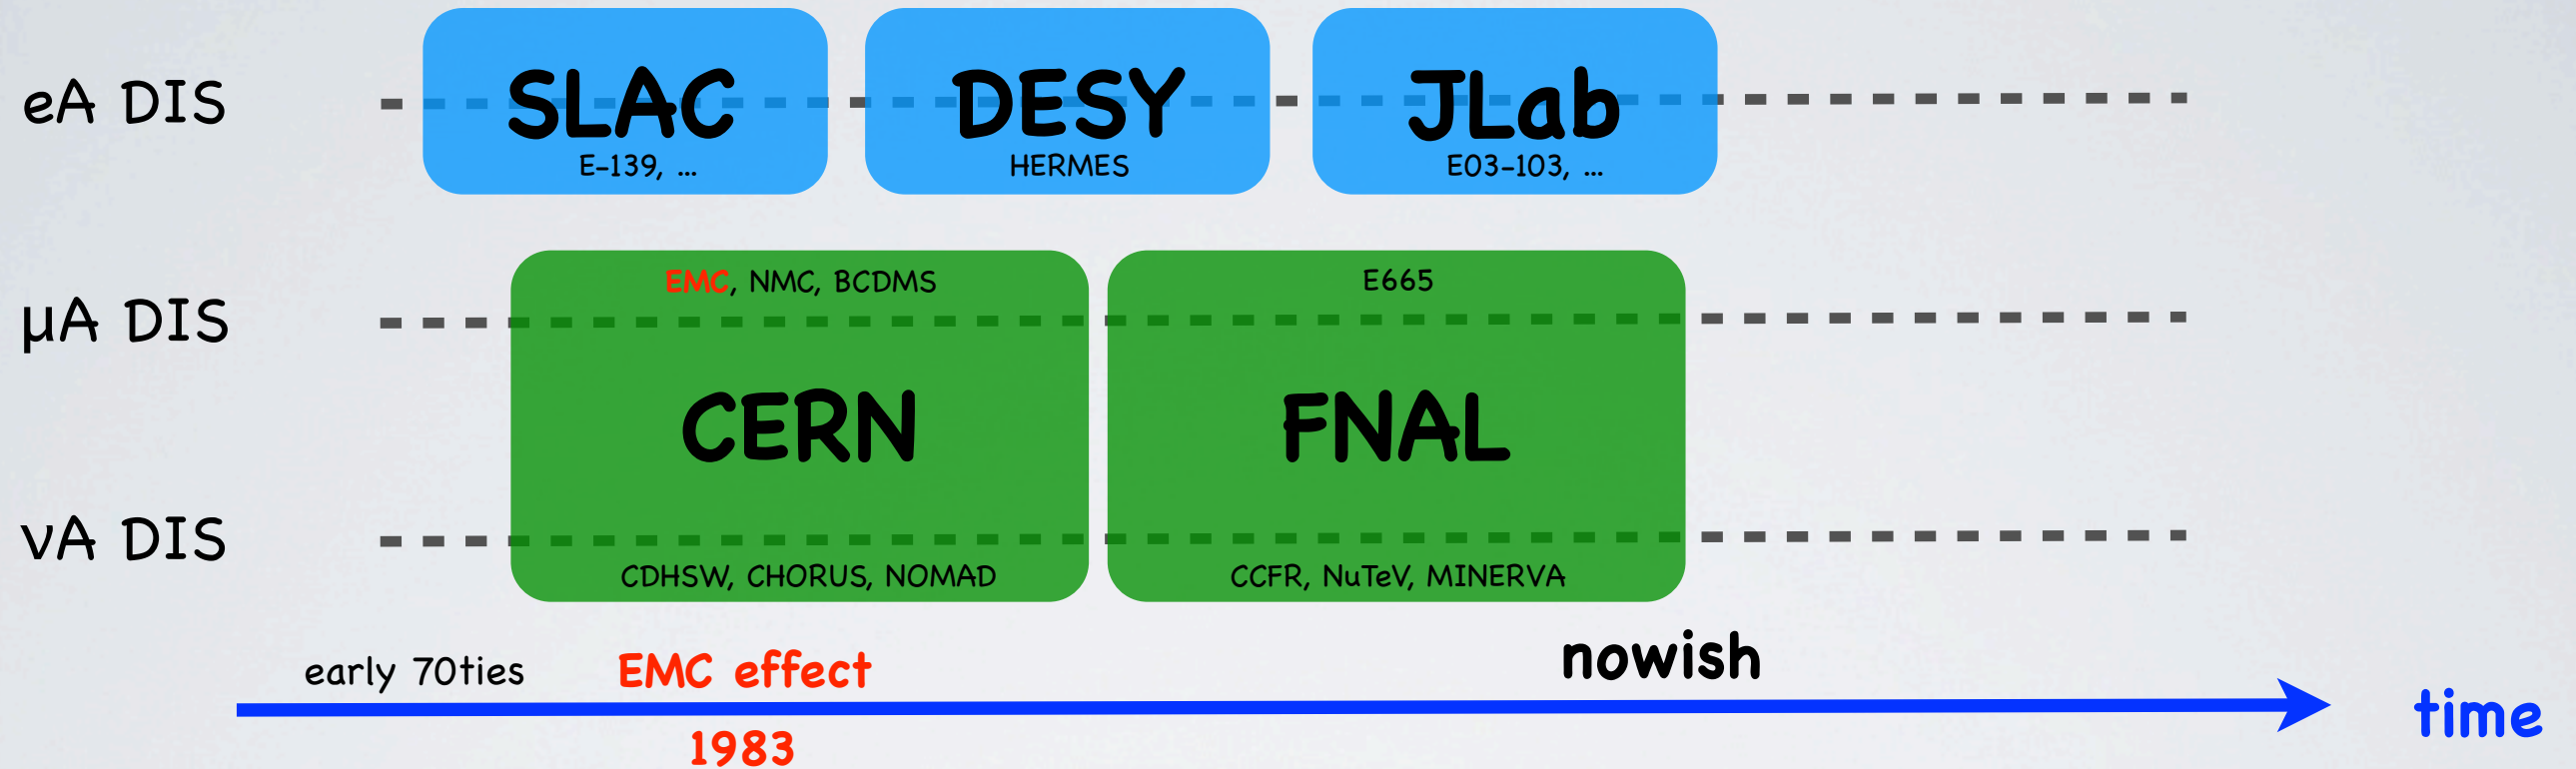 eA DIS
SLAC
E-139, ...
DESY
HERMES
JLab
E03-103, ...
µA DIS
EMC, NMC, BCDMS
E665
CERN
FNAL
νA DIS
CDHSW, CHORUS, NOMAD
CCFR, NuTeV, MINERVA
early 70ties
EMC effect
nowish
1983
time